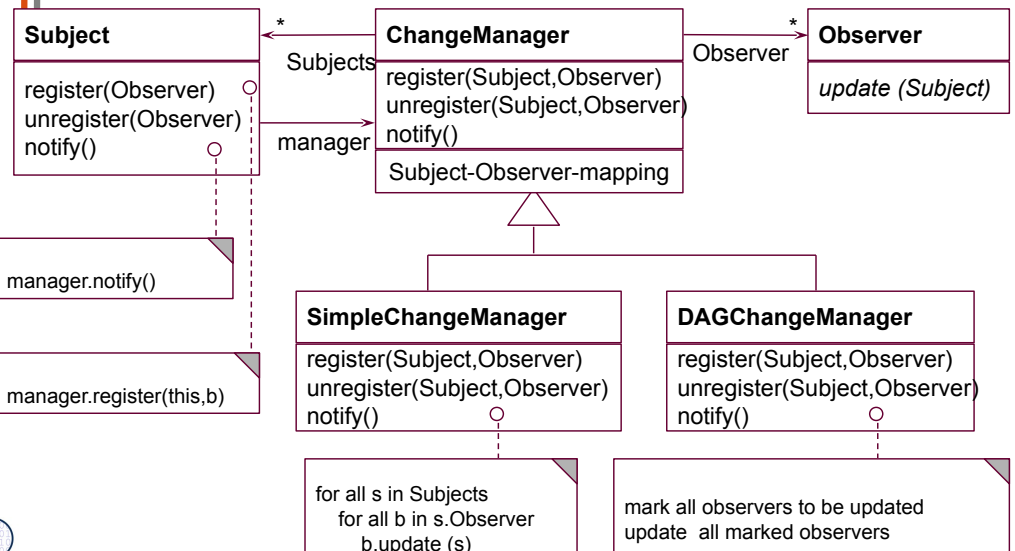 Subject
register(Observer)
unregister(Observer)
notify()
*
Subjects
manager
ChangeManager
register(Subject,Observer)
unregister(Subject,Observer)
notify()
Subject-Observer-mapping
*
Observer
Observer
update (Subject)
manager.notify()
manager.register(this,b)
SimpleChangeManager
register(Subject,Observer)
unregister(Subject,Observer)
notify()
DAGChangeManager
register(Subject,Observer)
unregister(Subject,Observer)
notify()
for all s in Subjects
for all b in s.Observer
b.update (s)
mark all observers to be updated
update all marked observers